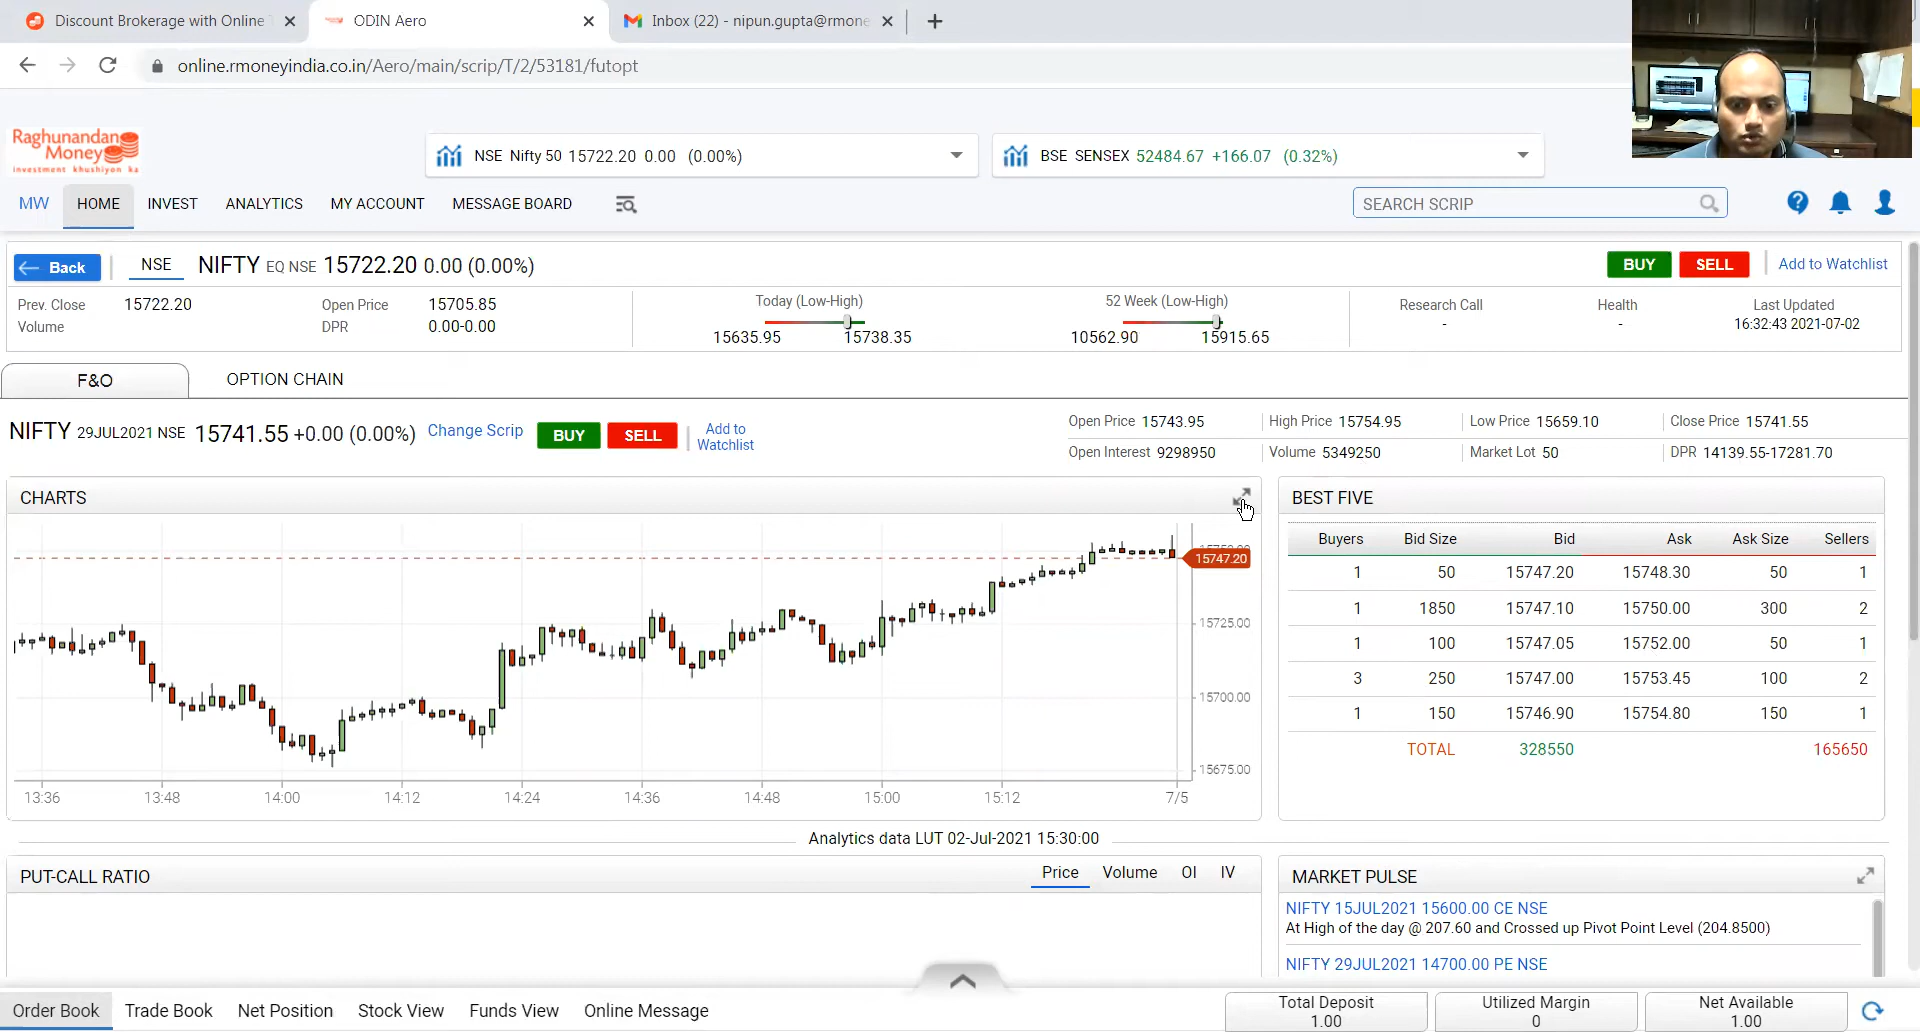 Discount Brokerage with Online
ODIN Aero
Inbox (22) - nipun.gupta@rmone
online.rmoneyindia.co.in/Aero/main/scrip/T/2/53181/futopt
Raghunandan
Money
investment khushiyon ka
NSE Nifty 50 15722.20 0.00 (0.00%)
BSE SENSEX 52484.67 +166.07 (0.32%)
MW HOME INVEST ANALYTICS MY ACCOUNT MESSAGE BOARD
SEARCH SCRIP
Back NSE NIFTY EQ NSE 15722.20 0.00 (0.00%)
BUY SELL Add to Watchlist
Prev. Close 15722.20 Open Price 15705.85
Volume DPR 0.00-0.00
Today (Low-High)
15635.95 15738.35
52 Week (Low-High)
10562.90 15915.65
Research Call
-
Health
-
Last Updated
16:32:43 2021-07-02
F&O OPTION CHAIN
NIFTY 29JUL2021 NSE 15741.55 +0.00 (0.00%) Change Scrip BUY SELL
Add to
Watchlist
Open Price 15743.95 High Price 15754.95 Low Price 15659.10 Close Price 15741.55
Open Interest 9298950 Volume 5349250 Market Lot 50 DPR 14139.55-17281.70
CHARTS
15747.20
15725.00
15700.00
15675.00
13:36 13:48 14:00 14:12 14:24 14:36 14:48 15:00 15:12 7/5
BEST FIVE
Buyers Bid Size Bid Ask Ask Size Sellers
1 50 15747.20 15748.30 50 1
1 1850 15747.10 15750.00 300 2
1 100 15747.05 15752.00 50 1
3 250 15747.00 15753.45 100 2
1 150 15746.90 15754.80 150 1
TOTAL 328550 165650
Analytics data LUT 02-Jul-2021 15:30:00
PUT-CALL RATIO Price Volume OI IV
MARKET PULSE
NIFTY 15JUL2021 15600.00 CE NSE
At High of the day @ 207.60 and Crossed up Pivot Point Level (204.8500)
NIFTY 29JUL2021 14700.00 PE NSE
Order Book Trade Book Net Position Stock View Funds View Online Message
Total Deposit
1.00
Utilized Margin
0
Net Available
1.00